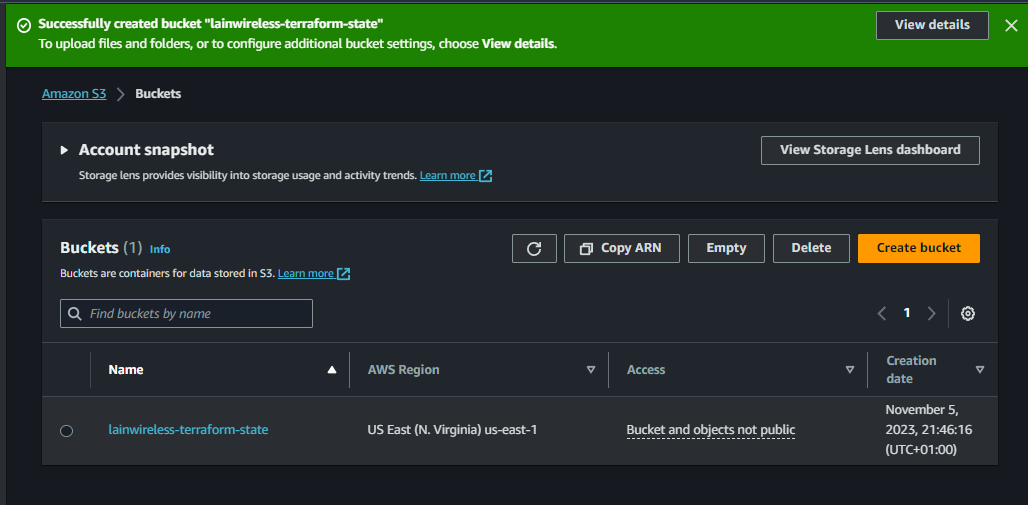 Successfully created bucket "lainwireless-terraform-state"
To upload files and folders, or to configure additional bucket settings, choose View details.
View details
Amazon S3
Buckets
Account snapshot
Storage lens provides visibility into storage usage and activity trends. Learn more
View Storage Lens dashboard
Buckets (1) Info
Buckets are containers for data stored in S3. Learn more
Copy ARN
Empty
Delete
Create bucket
Find buckets by name
1
Name
AWS Region
Access
Creation
date
lainwireless-terraform-state
US East (N. Virginia) us-east-1
Bucket and objects not public
November 5,
2023, 21:46:16
(UTC+01:00)